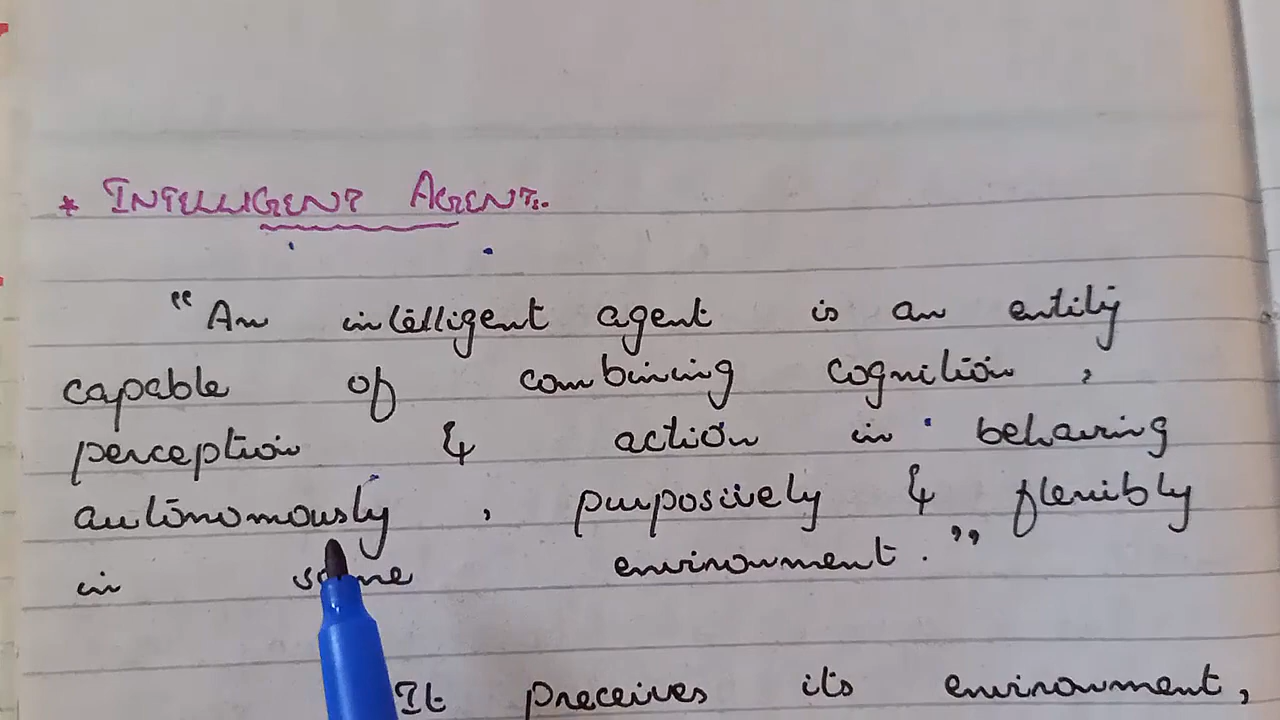 * INTELLIGENT AGENT:.
"An intelligent agent is an entity
capable of combining cognition ,
perception & action in behaving
autonomously , purposively & flexibly
in some environment . "
It preceives its environment,